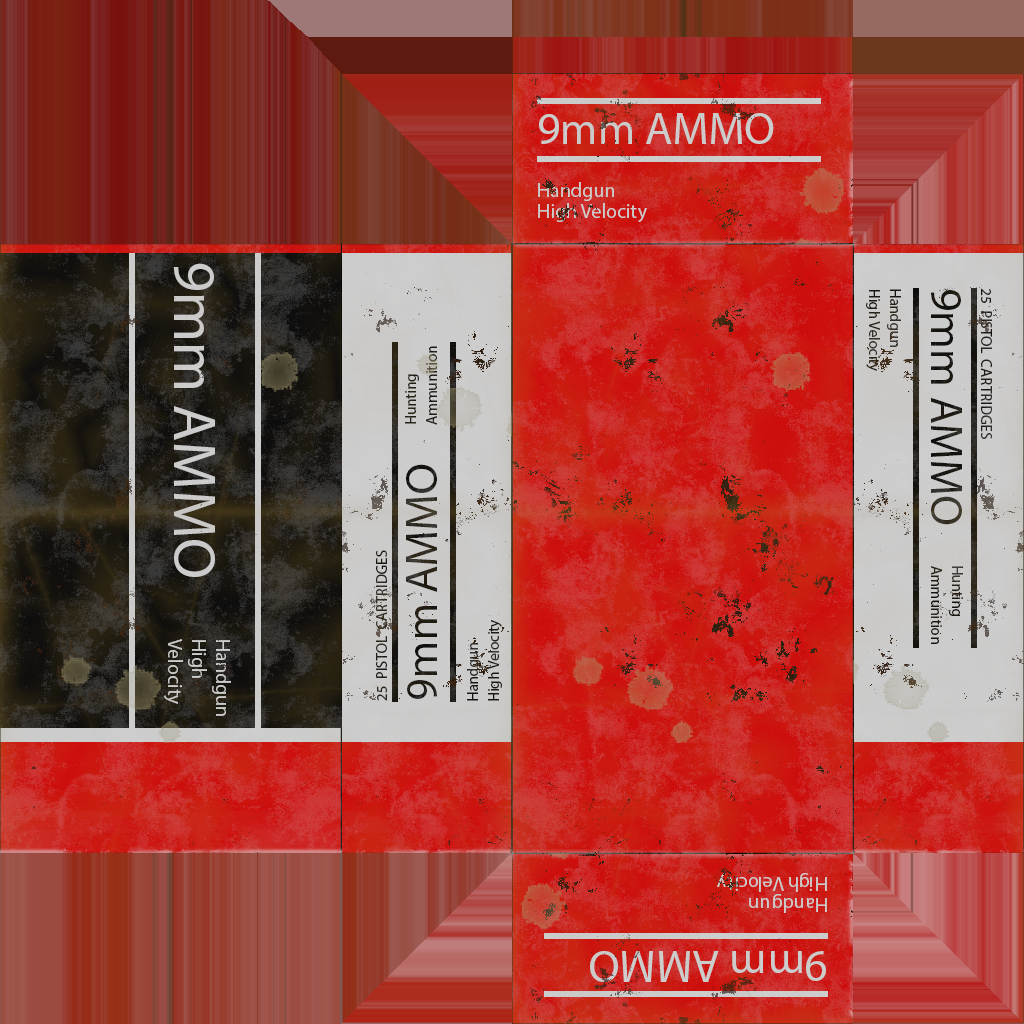 9mm AMMO
Handgun
High Velocity
9mm AMMO
Handgun
High
Velocity
Hunting
Ammunition
25 PISTOL CARTRIDGES
9mm AMMO
Handgun
High Velocity
25 PISTOL CARTRIDGES
9mm AMMO
Handgun
High Velocity
Hunting
Ammunition
9mm AMMO
Handgun
High Velocity